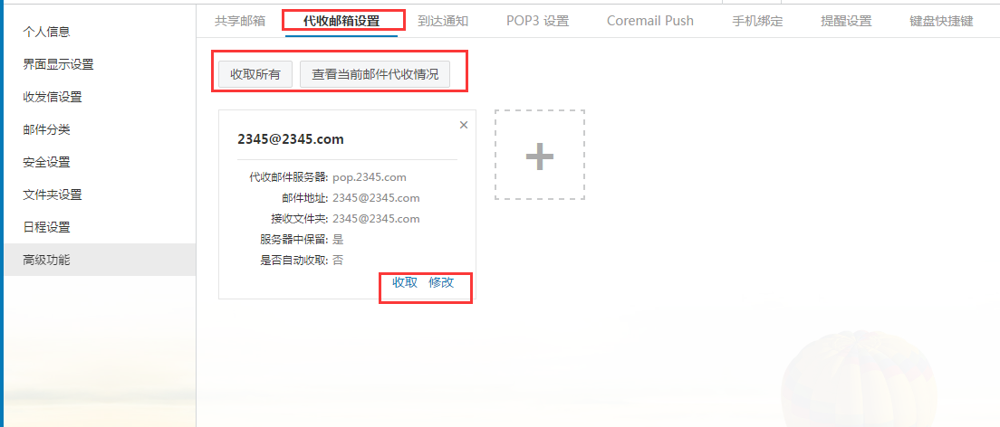 共享邮箱 代收邮箱设置 到达通知 POP3 设置 Coremail Push 手机绑定 提醒设置 键盘快捷键
个人信息
界面显示设置
收发信设置
邮件分类
安全设置
文件夹设置
日程设置
高级功能
收取所有 查看当前邮件代收情况
2345@2345.com ×
代收邮件服务器: pop.2345.com
邮件地址: 2345@2345.com
接收文件夹: 2345@2345.com
服务器中保留: 是
是否自动收取: 否
收取 修改